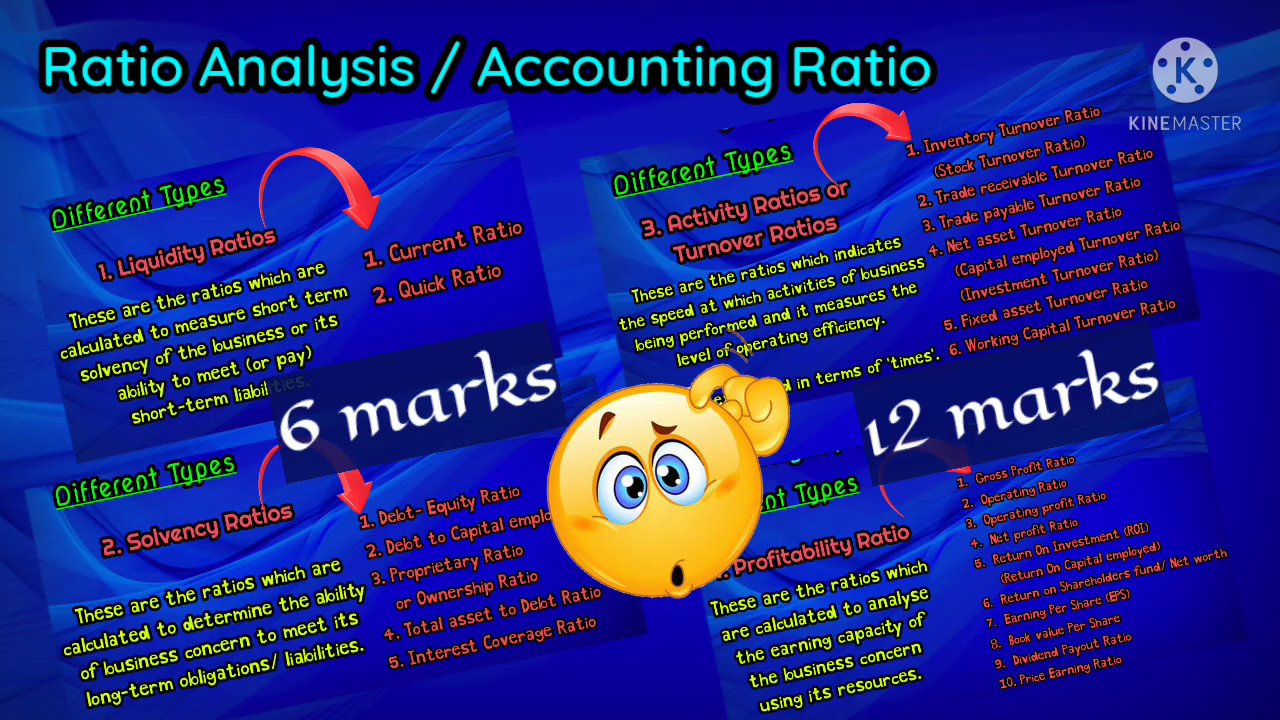 Ratio Analysis / Accounting Ratio
K
KINEMASTER
Different Types
1. Liquidity Ratios
These are the ratios which are
calculated to measure short term
solvency of the business or its
ability to meet (or pay)
short-term liabilities.
1. Current Ratio
2. Quick Ratio
6 marks
Different Types
3. Activity Ratios or
Turnover Ratios
These are the ratios which indicates
the speed at which activities of business
being performed and it measures the
level of operating efficiency.
in terms of 'times'.
1. Inventory Turnover Ratio
(Stock Turnover Ratio)
2. Trade receivable Turnover Ratio
3. Trade payable Turnover Ratio
4. Net asset Turnover Ratio
(Capital employed Turnover Ratio)
(Investment Turnover Ratio)
5. Fixed asset Turnover Ratio
6. Working Capital Turnover Ratio
12 marks
Different Types
2. Solvency Ratios
These are the ratios which are
calculated to determine the ability
of business concern to meet its
long-term obligations/ liabilities.
1. Debt- Equity Ratio
2. Debt to Capital
3. Proprietary Ratio
or Ownership Ratio
4. Total asset to Debt Ratio
5. Interest Coverage Ratio
Types
Profitability Ratio
These are the ratios which
are calculated to analyse
the earning capacity of
the business concern
using its resources.
1. Gross Profit Ratio
2. Operating Ratio
3. Operating profit Ratio
4. Net profit Ratio
5. Return On Investment (ROI)
(Return On Capital employed)
6. Return on Shareholders fund/ Net worth
7. Earning Per Share (EPS)
8. Book value Per Share
9. Dividend Payout Ratio
10. Price Earning Ratio